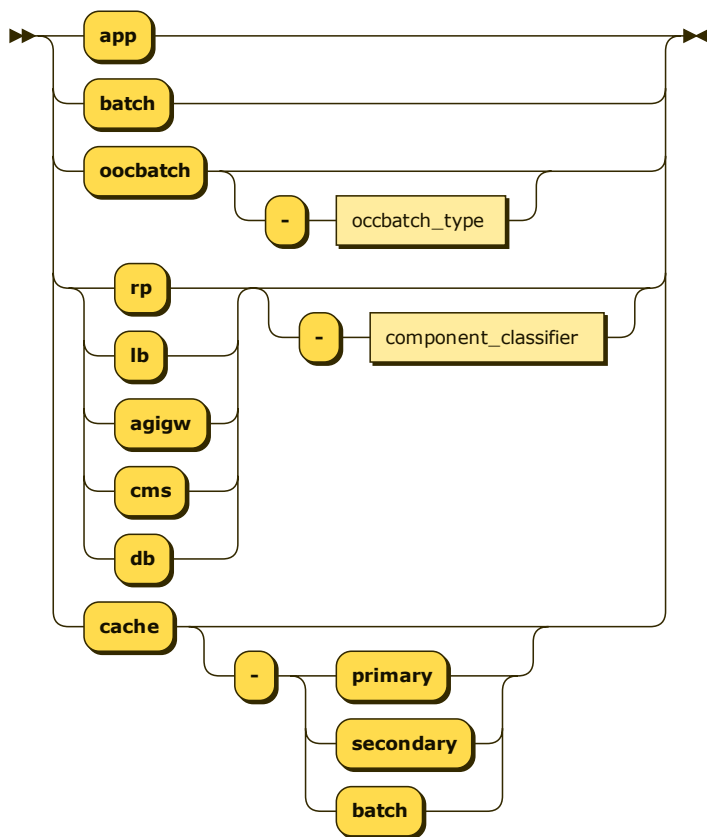 app
batch
oocbatch
- occbatch_type
rp
- component_classifier
lb
agigw
cms
db
cache
- primary
secondary
batch